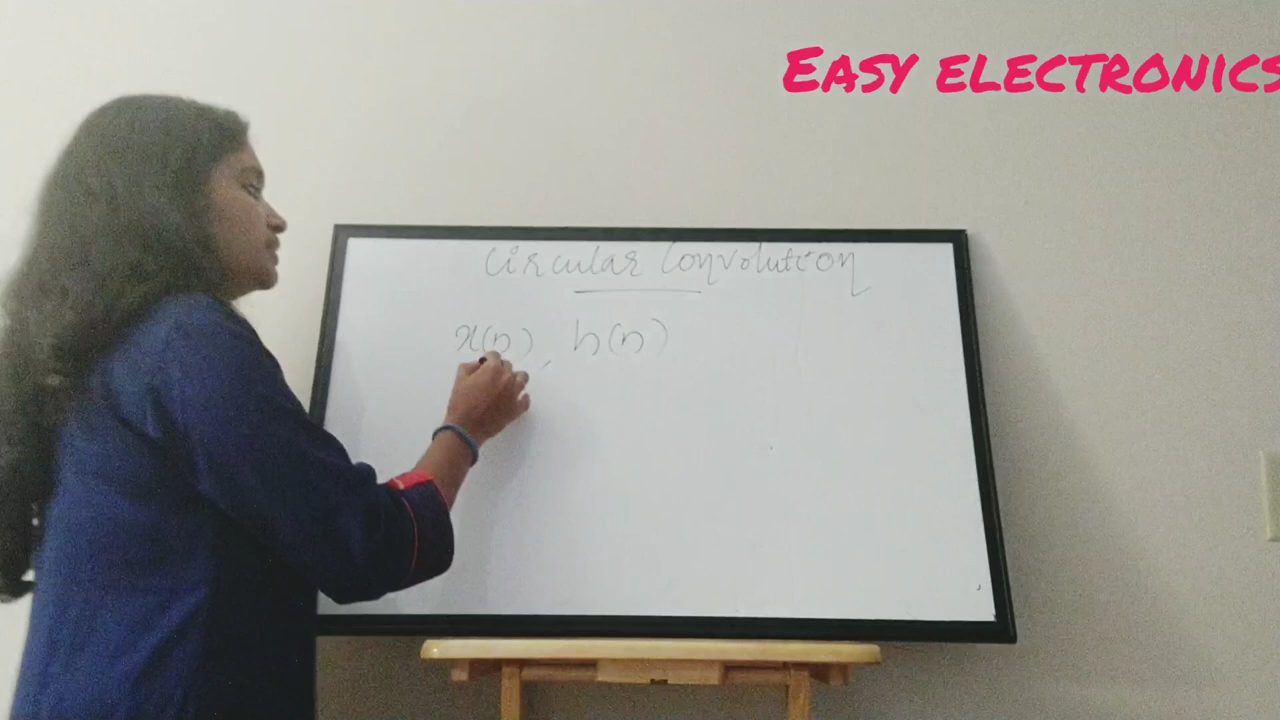 EASY ELECTRONICS
Circular Convolution
x(n), h(n)